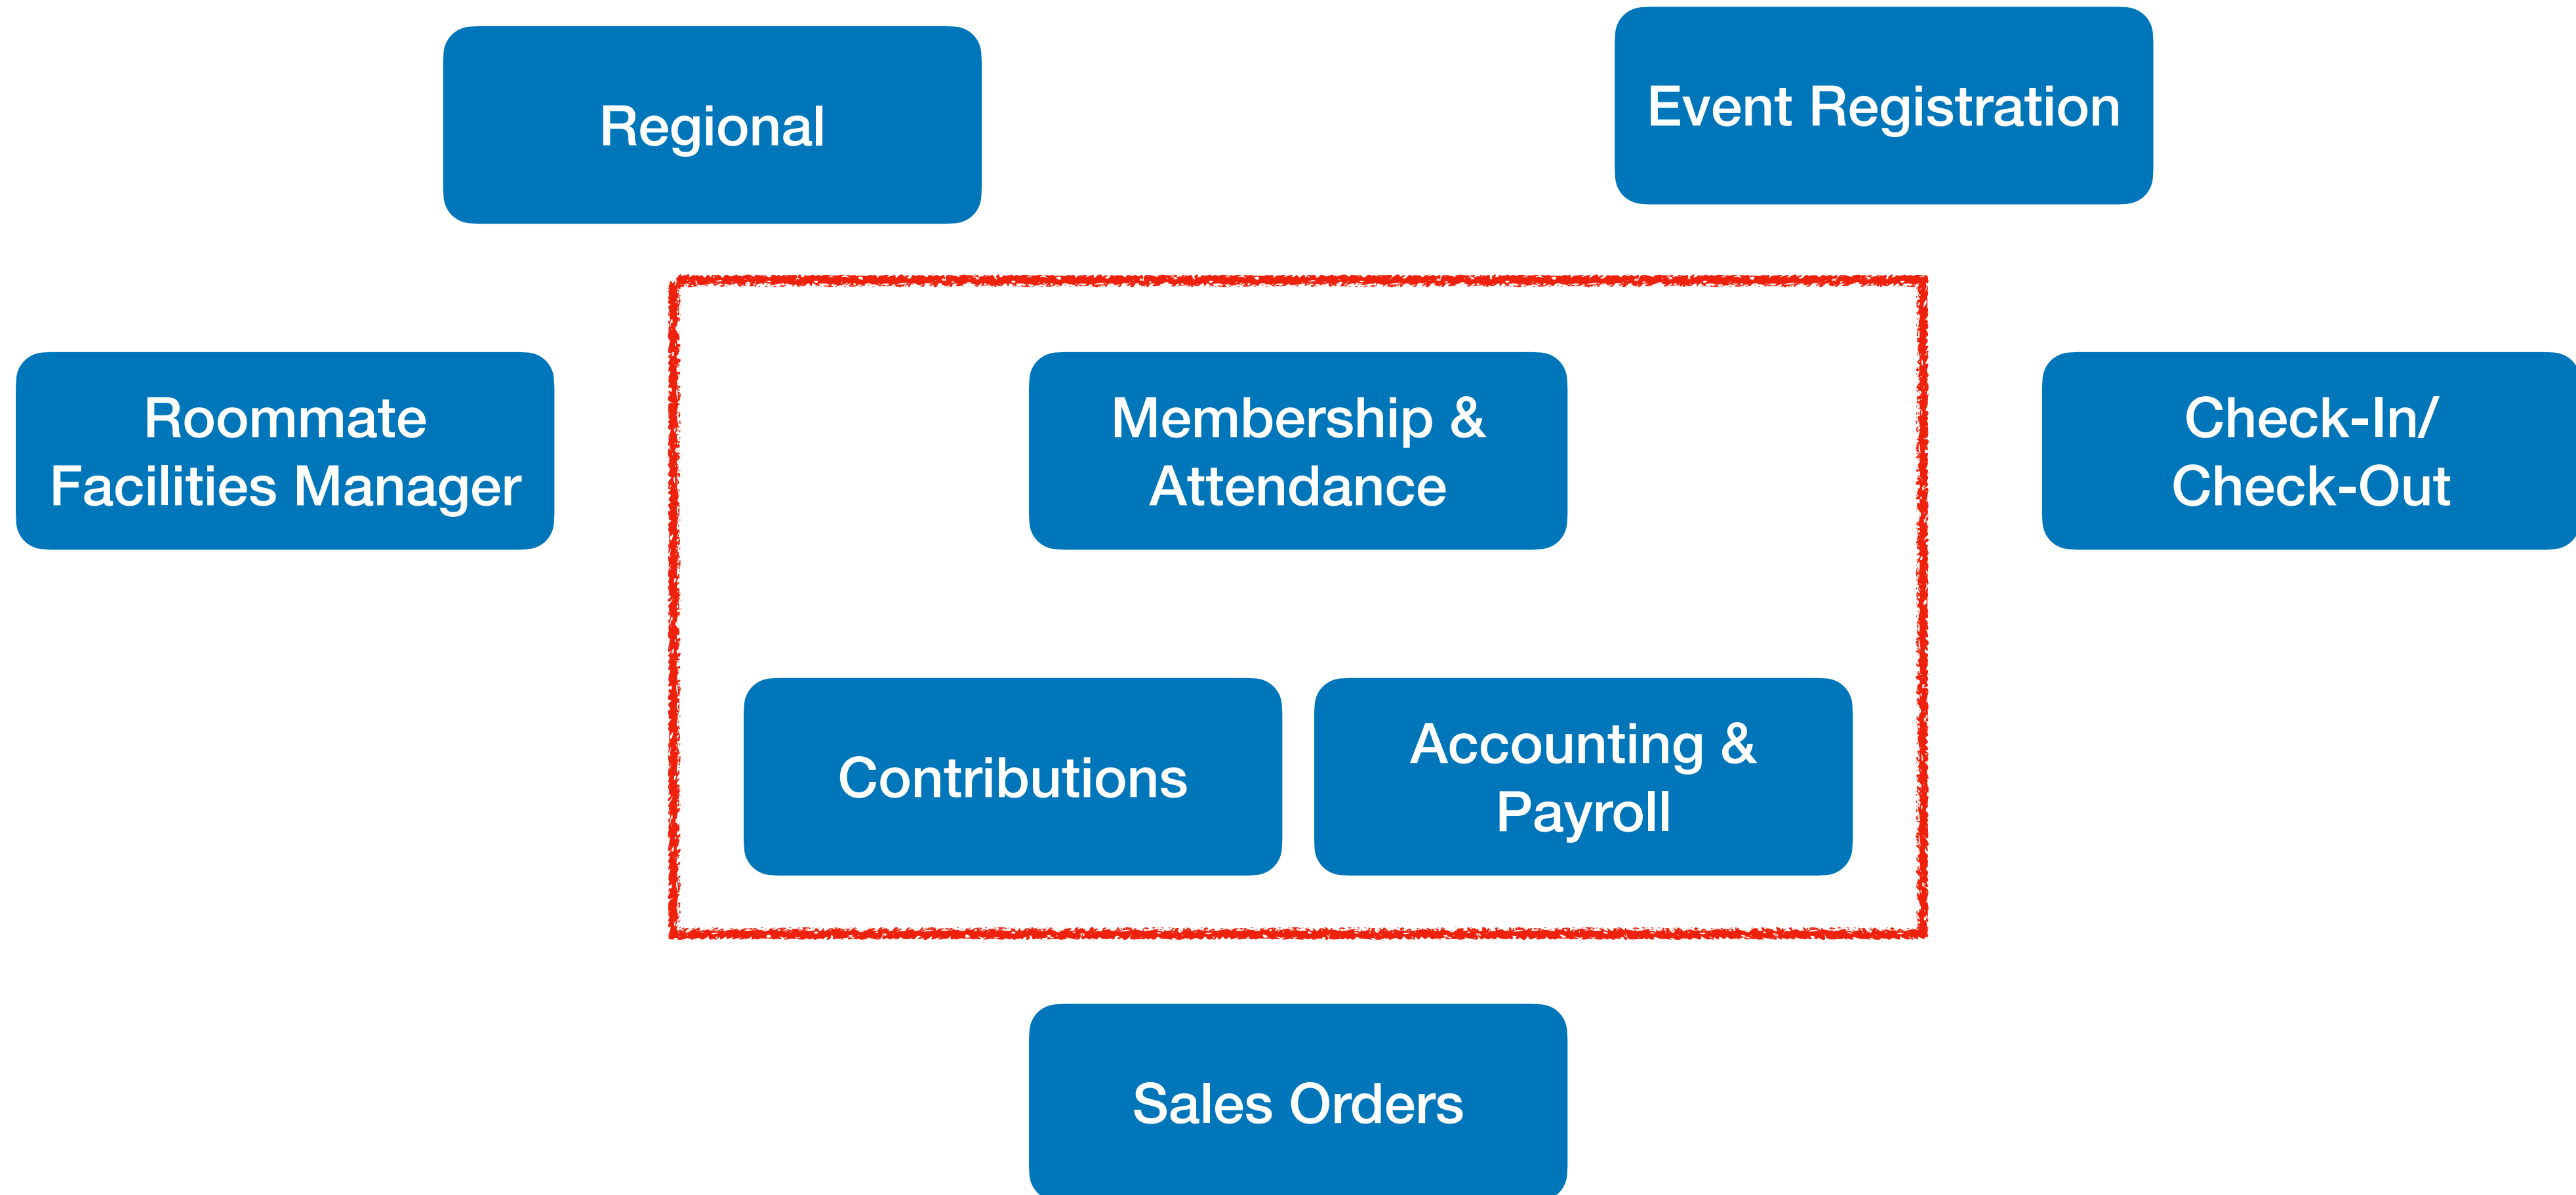 Regional
Event Registration
Roommate
Facilities Manager
Membership &
Attendance
Check-In/
Check-Out
Contributions
Accounting &
Payroll
Sales Orders